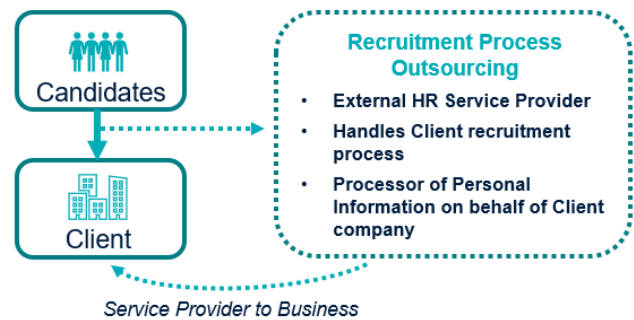 Candidates
Client
Recruitment Process
Outsourcing
• External HR Service Provider
• Handles Client recruitment
process
• Processor of Personal
Information on behalf of Client
company
Service Provider to Business